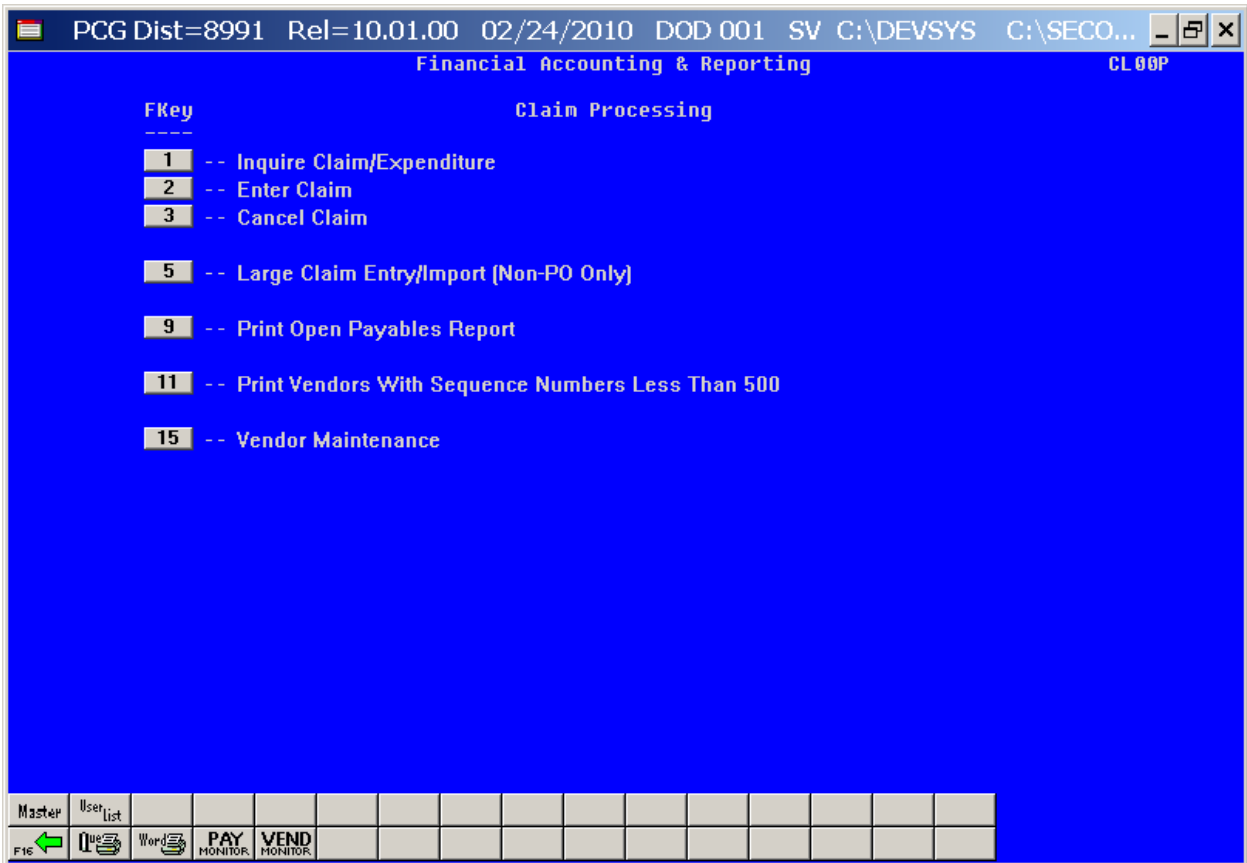 PCG Dist=8991 Rel=10.01.00 02/24/2010 DOD 001 SV C:\DEVSYS C:\SECO...
Financial Accounting & Reporting CL00P
FKey Claim Processing
----
1 -- Inquire Claim/Expenditure
2 -- Enter Claim
3 -- Cancel Claim
5 -- Large Claim Entry/Import (Non-PO Only)
9 -- Print Open Payables Report
11 -- Print Vendors With Sequence Numbers Less Than 500
15 -- Vendor Maintenance
Master User List
F16 Que Word PAY MONITOR VEND MONITOR